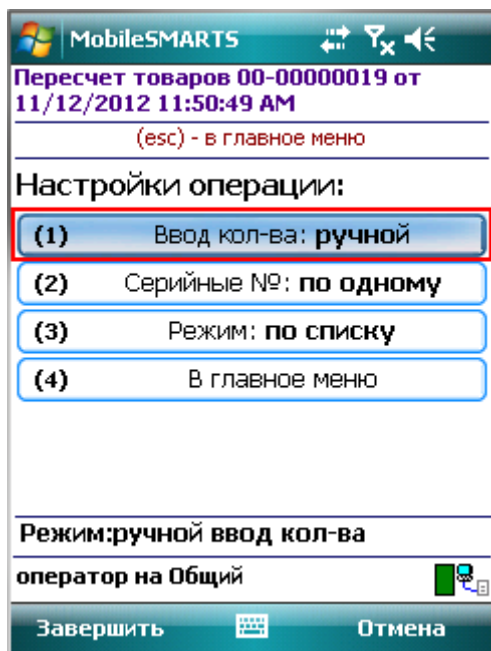 MobileSMARTS
Пересчет товаров 00-00000019 от
11/12/2012 11:50:49 AM
(esc) - в главное меню
Настройки операции:
(1) Ввод кол-ва: ручной
(2) Серийные №: по одному
(3) Режим: по списку
(4) В главное меню
Режим:ручной ввод кол-ва
оператор на Общий
Завершить Отмена